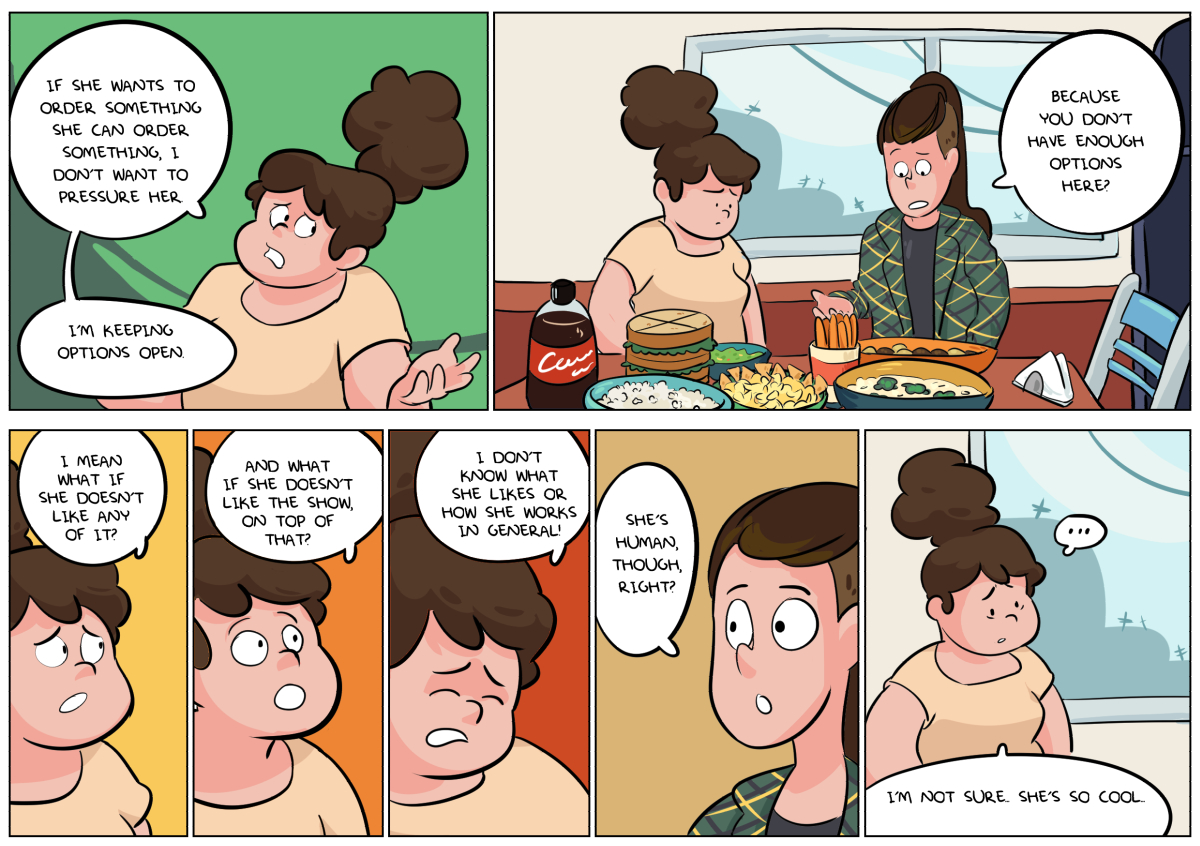 IF SHE WANTS TO
ORDER SOMETHING
SHE CAN ORDER
SOMETHING, I
DON'T WANT TO
PRESSURE HER.
I'M KEEPING
OPTIONS OPEN.
BECAUSE
YOU DON'T
HAVE ENOUGH
OPTIONS
HERE?
I MEAN
WHAT IF
SHE DOESN'T
LIKE ANY
OF IT?
AND WHAT
IF SHE DOESN'T
LIKE THE SHOW,
ON TOP OF
THAT?
I DON'T
KNOW WHAT
SHE LIKES OR
HOW SHE WORKS
IN GENERAL!
SHE'S
HUMAN,
THOUGH,
RIGHT?
...
I'M NOT SURE.. SHE'S SO COOL..